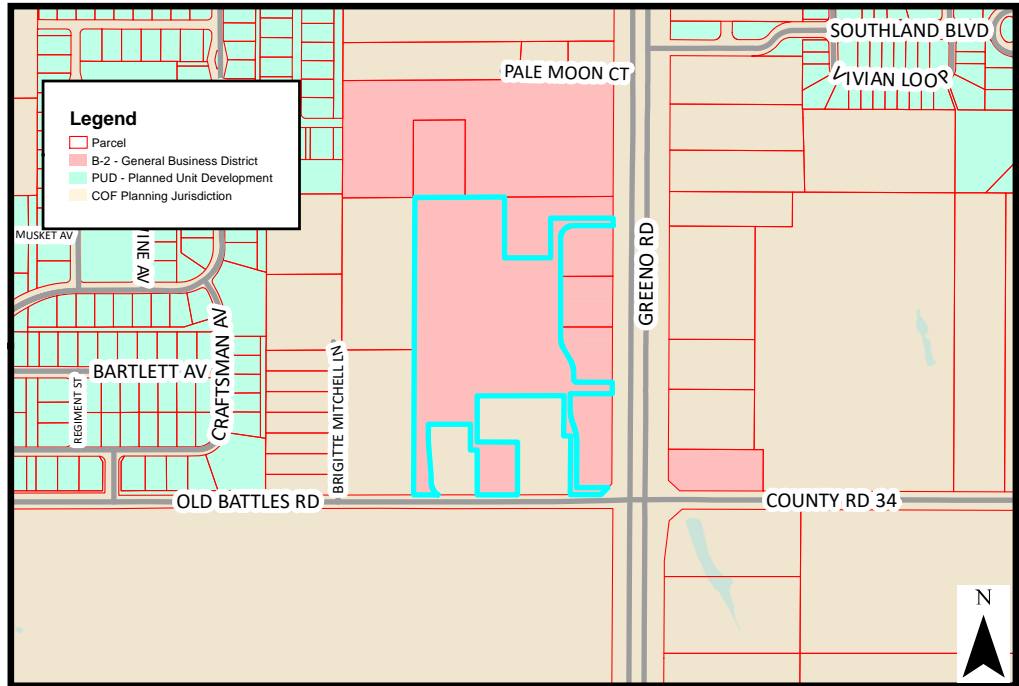 SOUTHLAND BLVD
PALE MOON CT
VIVIAN LOOP
Legend
Parcel
B-2 - General Business District
PUD - Planned Unit Development
COF Planning Jurisdiction
MUSKET AV
VINE AV
GREENO RD
CRAFTSMAN AV
BARTLETT AV
REGIMENT ST
BRIGITTE MITCHELL LN
OLD BATTLES RD
COUNTY RD 34
N